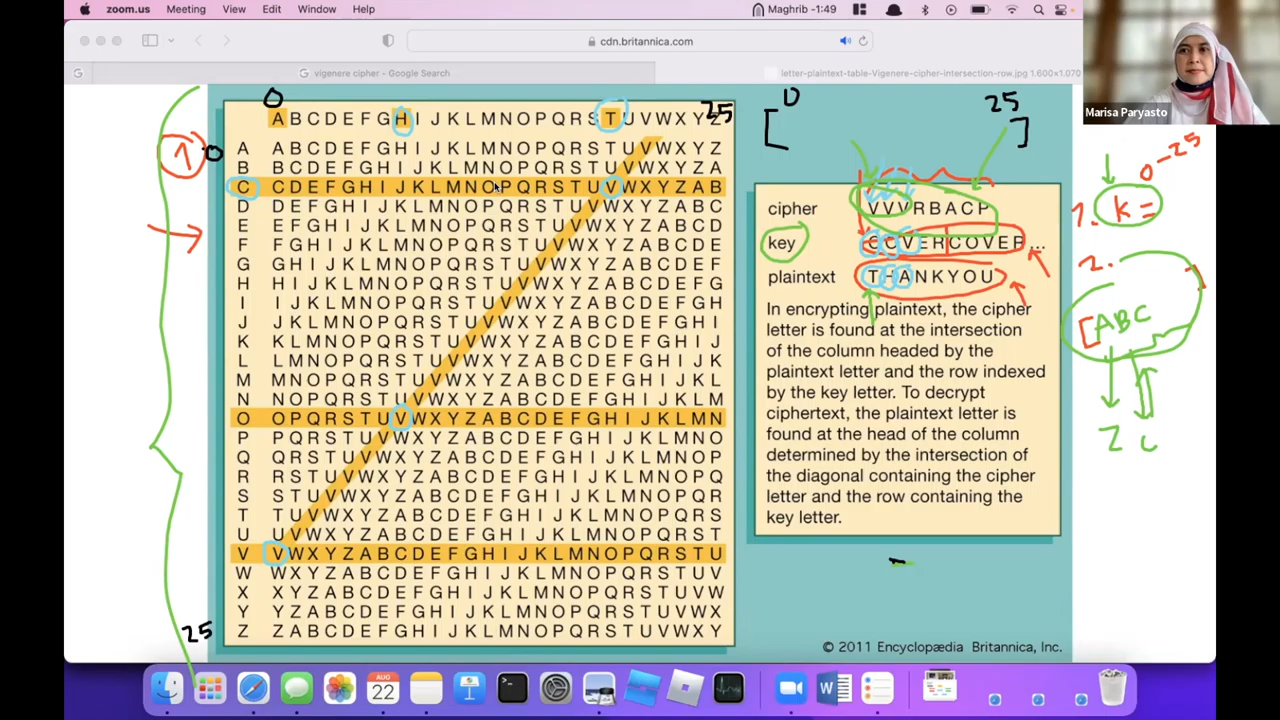 zoom.us Meeting View Edit Window Help Maghrib -1:49
cdn.britannica.com
vigenere cipher - Google Search
letter-plaintext-table-Vigenere-cipher-intersection-row.jpg 1.600×1.070
Marisa Paryasto
0
25
A B C D E F G H I J K L M N O P Q R S T U V W X Y Z
1
0
A A B C D E F G H I J K L M N O P Q R S T U V W X Y Z
B B C D E F G H I J K L M N O P Q R S T U V W X Y Z A
C C D E F G H I J K L M N O P Q R S T U V W X Y Z A B
D D E F G H I J K L M N O P Q R S T U V W X Y Z A B C
E E F G H I J K L M N O P Q R S T U V W X Y Z A B C D
F F G H I J K L M N O P Q R S T U V W X Y Z A B C D E
G G H I J K L M N O P Q R S T U V W X Y Z A B C D E F
H H I J K L M N O P Q R S T U V W X Y Z A B C D E F G
I I J K L M N O P Q R S T U V W X Y Z A B C D E F G H
J J K L M N O P Q R S T U V W X Y Z A B C D E F G H I
K K L M N O P Q R S T U V W X Y Z A B C D E F G H I J
L L M N O P Q R S T U V W X Y Z A B C D E F G H I J K
M M N O P Q R S T U V W X Y Z A B C D E F G H I J K L
N N O P Q R S T U V W X Y Z A B C D E F G H I J K L M
O O P Q R S T U V W X Y Z A B C D E F G H I J K L M N
P P Q R S T U V W X Y Z A B C D E F G H I J K L M N O
Q Q R S T U V W X Y Z A B C D E F G H I J K L M N O P
R R S T U V W X Y Z A B C D E F G H I J K L M N O P Q
S S T U V W X Y Z A B C D E F G H I J K L M N O P Q R
T T U V W X Y Z A B C D E F G H I J K L M N O P Q R S
U U V W X Y Z A B C D E F G H I J K L M N O P Q R S T
V V W X Y Z A B C D E F G H I J K L M N O P Q R S T U
W W X Y Z A B C D E F G H I J K L M N O P Q R S T U V
X X Y Z A B C D E F G H I J K L M N O P Q R S T U V W
Y Y Z A B C D E F G H I J K L M N O P Q R S T U V W X
25 Z Z A B C D E F G H I J K L M N O P Q R S T U V W X Y
[ 0 25 ]
cipher V V V R B A C P
key C O V E R C O V E R ...
plaintext T H A N K Y O U
In encrypting plaintext, the cipher
letter is found at the intersection
of the column headed by the
plaintext letter and the row indexed
by the key letter. To decrypt
ciphertext, the plaintext letter is
found at the head of the column
determined by the intersection of
the diagonal containing the cipher
letter and the row containing the
key letter.
© 2011 Encyclopædia Britannica, Inc.
0-25
1. k =
2.
[ABC
Z C
AUG
22